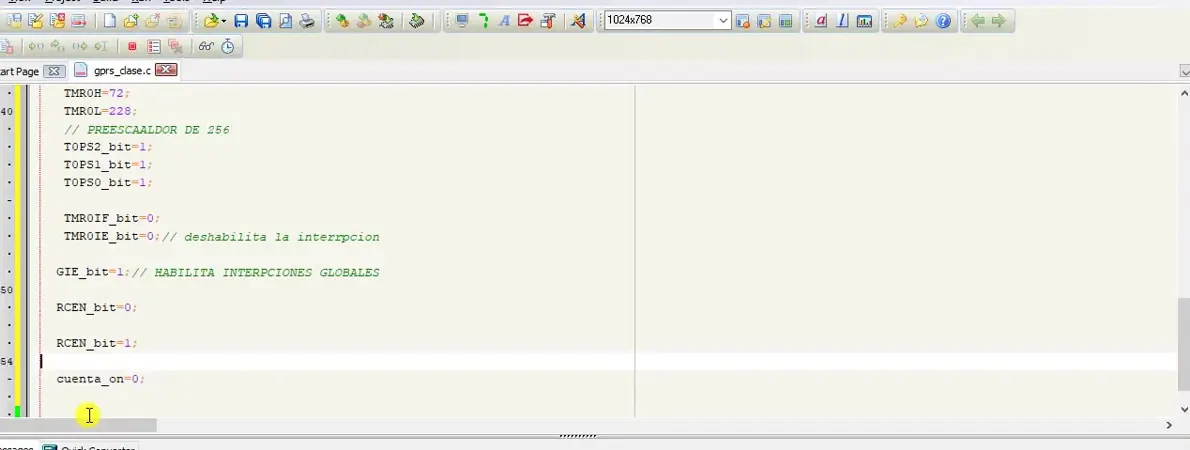 1024x768
art Page
gprs_clase.c
TMR0H=72;
40
TMR0L=228;
// PREESCAALDOR DE 256
T0PS2_bit=1;
T0PS1_bit=1;
T0PS0_bit=1;
TMR0IF_bit=0;
TMR0IE_bit=0;// deshabilita la interrpcion
GIE_bit=1;// HABILITA INTERPCIONES GLOBALES
50
RCEN_bit=0;
RCEN_bit=1;
54
cuenta_on=0;